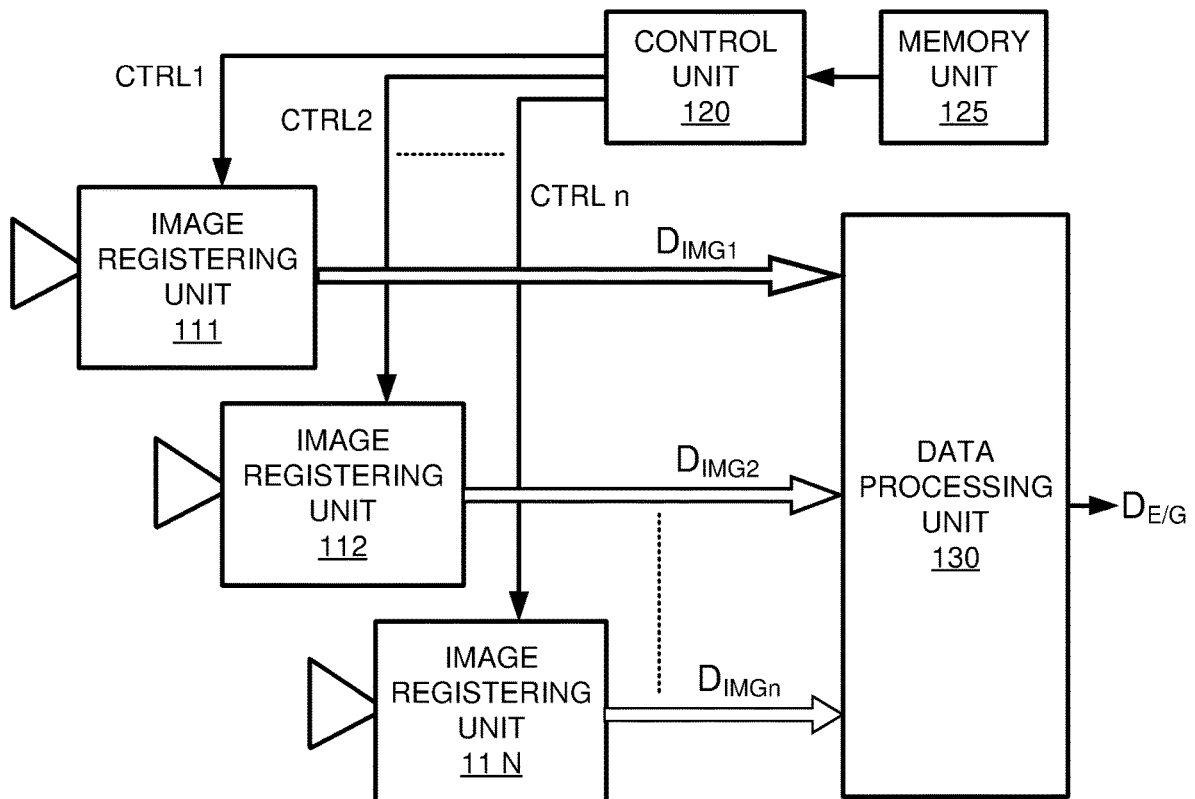 CONTROL
UNIT
120
MEMORY
UNIT
125
CTRL1
CTRL2
CTRL n
IMAGE
REGISTERING
UNIT
111
DIMG1
IMAGE
REGISTERING
UNIT
112
DIMG2
DATA
PROCESSING
UNIT
130
DE/G
IMAGE
REGISTERING
UNIT
11 N
DIMGn